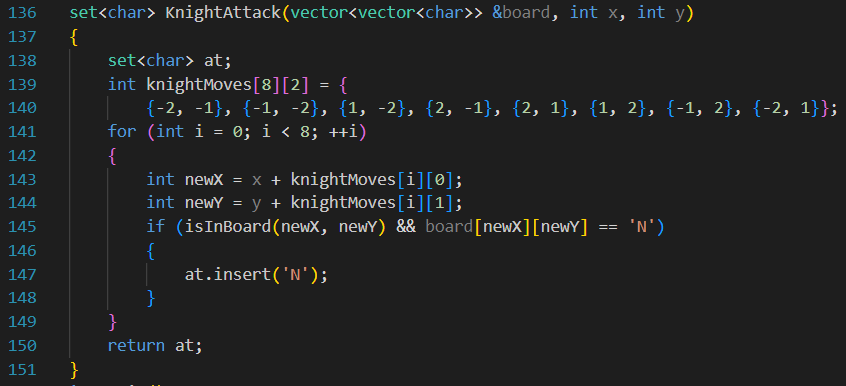 136 set<char> KnightAttack(vector<vector<char>> &board, int x, int y)
137 {
138     set<char> at;
139     int knightMoves[8][2] = {
140         {-2, -1}, {-1, -2}, {1, -2}, {2, -1}, {2, 1}, {1, 2}, {-1, 2}, {-2, 1}};
141     for (int i = 0; i < 8; ++i)
142     {
143         int newX = x + knightMoves[i][0];
144         int newY = y + knightMoves[i][1];
145         if (isInBoard(newX, newY) && board[newX][newY] == 'N')
146         {
147             at.insert('N');
148         }
149     }
150     return at;
151 }